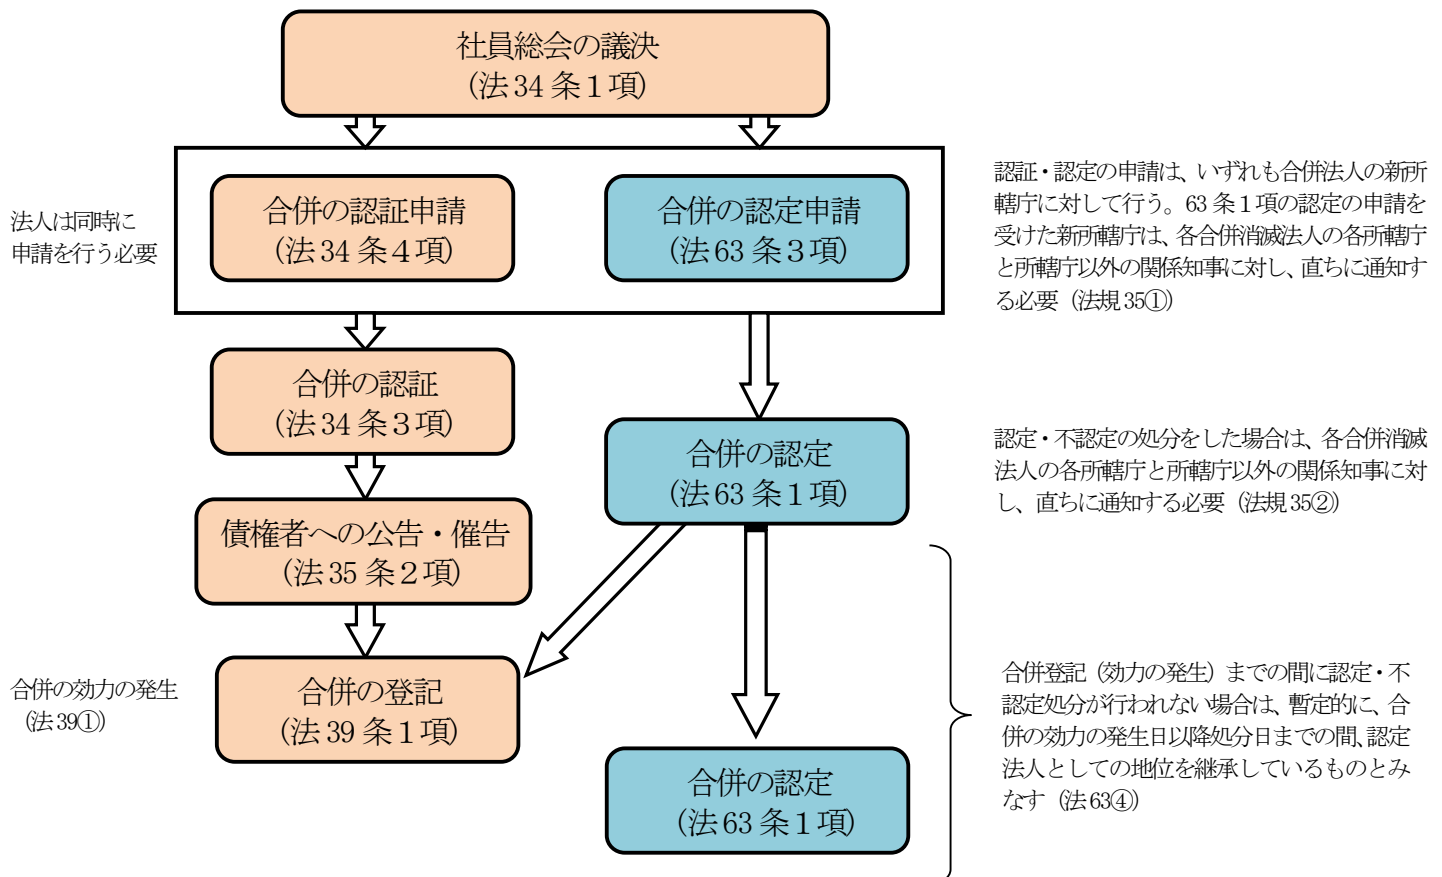 社員総会の議決
（法34条１項）
法人は同時に
申請を行う必要
合併の認証申請
（法34条４項）
合併の認定申請
（法63条３項）
認証・認定の申請は、いずれも合併法人の新所
轄庁に対して行う。63条１項の認定の申請を
受けた新所轄庁は、各合併消滅法人の各所轄庁
と所轄庁以外の関係知事に対し、直ちに通知す
る必要（法規35①）
合併の認証
（法34条３項）
合併の認定
（法63条１項）
認定・不認定の処分をした場合は、各合併消滅
法人の各所轄庁と所轄庁以外の関係知事に対
し、直ちに通知する必要（法規35②）
債権者への公告・催告
（法35条２項）
合併の効力の発生
（法39①）
合併の登記
（法39条１項）
合併の認定
（法63条１項）
合併登記（効力の発生）までの間に認定・不
認定処分が行われない場合は、暫定的に、合
併の効力の発生日以降処分日までの間、認定
法人としての地位を継承しているものとみ
なす（法63④）